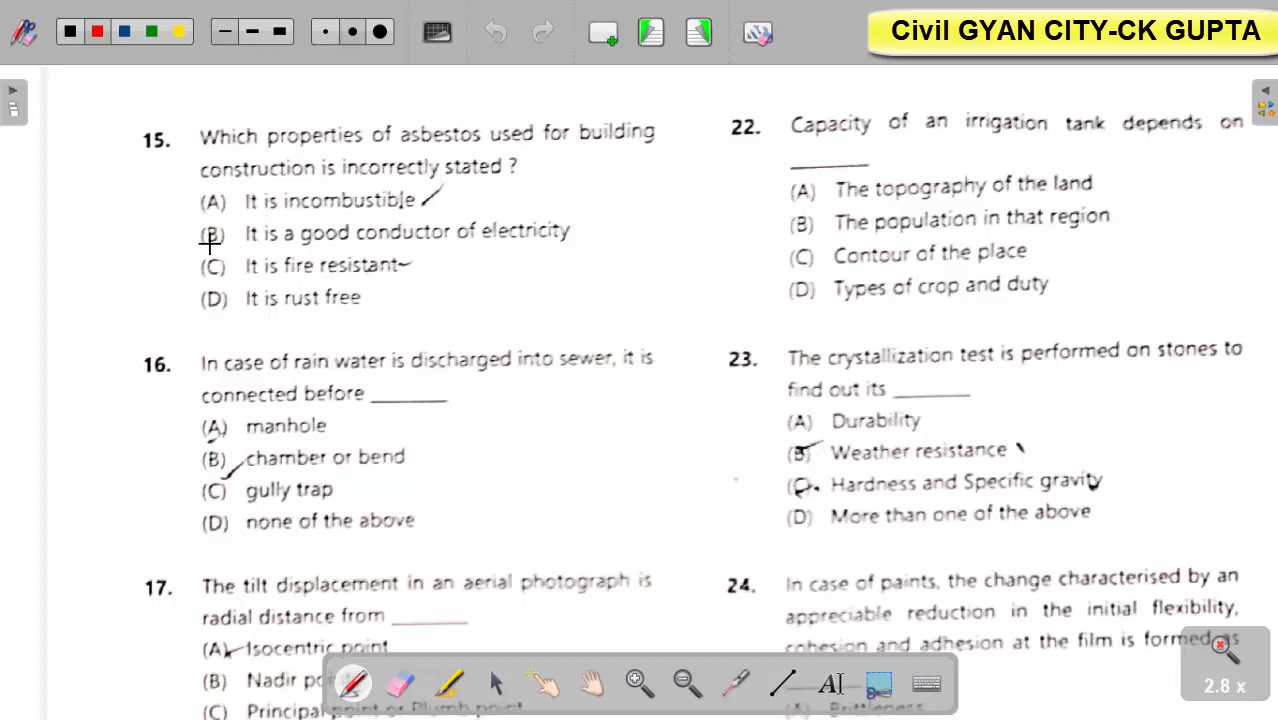 Civil GYAN CITY-CK GUPTA
15. Which properties of asbestos used for building
construction is incorrectly stated ?
(A) It is incombustible
(B) It is a good conductor of electricity
(C) It is fire resistant
(D) It is rust free
16. In case of rain water is discharged into sewer, it is
connected before ________
(A) manhole
(B) chamber or bend
(C) gully trap
(D) none of the above
17. The tilt displacement in an aerial photograph is
radial distance from ________
(A) Isocentric point
(B) Nadir
(C) Principal point or Plumb point
22. Capacity of an irrigation tank depends on
________
(A) The topography of the land
(B) The population in that region
(C) Contour of the place
(D) Types of crop and duty
23. The crystallization test is performed on stones to
find out its ________
(A) Durability
(B) Weather resistance
(C) Hardness and Specific gravity
(D) More than one of the above
24. In case of paints, the change characterised by an
appreciable reduction in the initial flexibility,
cohesion and adhesion at the film is formed as
(A) Brittleness
AI
2.8 x